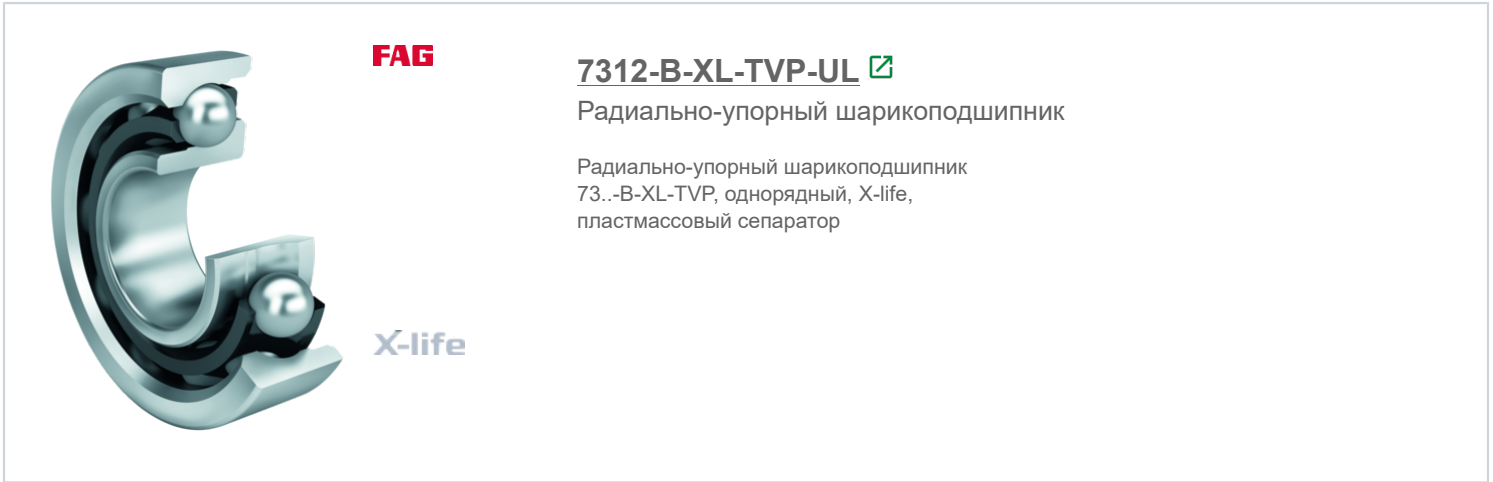 FAG
7312-B-XL-TVP-UL
Радиально-упорный шарикоподшипник
Радиально-упорный шарикоподшипник
73..-B-XL-TVP, однорядный, X-life,
пластмассовый сепаратор
X-life